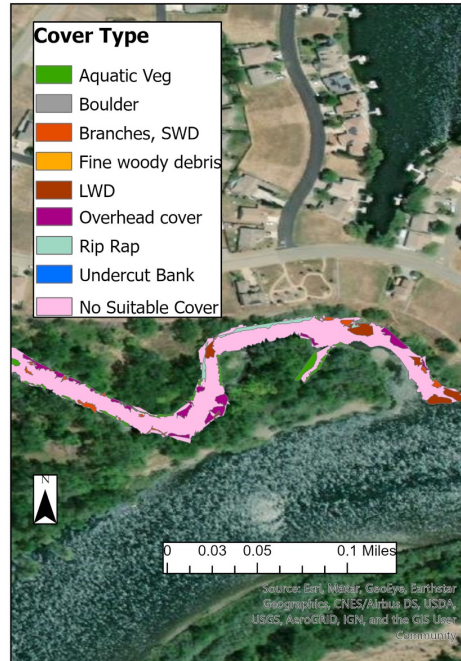 Cover Type
Aquatic Veg
Boulder
Branches, SWD
Fine woody debris
LWD
Overhead cover
Rip Rap
Undercut Bank
No Suitable Cover
N
0 0.03 0.05 0.1 Miles
Source: Esri, Maxar, GeoEye, Earthstar
Geographics, CNES/Airbus DS, USDA,
USGS, AeroGRID, IGN, and the GIS User
Community